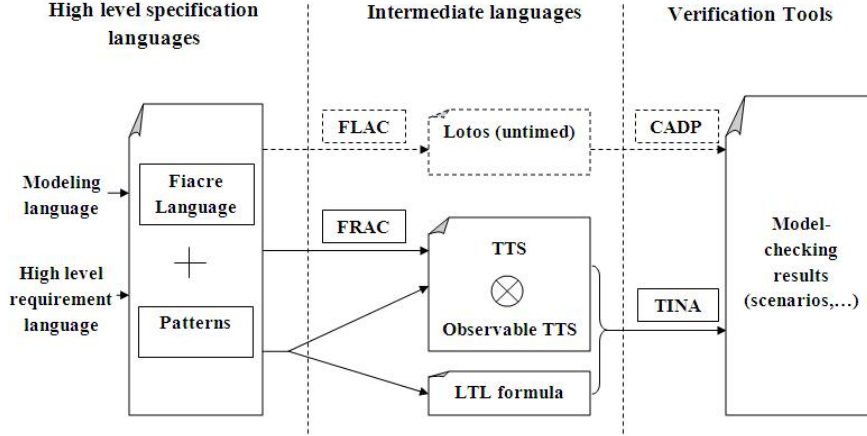 High level specification
languages
Intermediate languages
Verification Tools
FLAC
Lotos (untimed)
CADP
Modeling
language
Fiacre
Language
FRAC
TTS
Model-
checking
results
(scenarios,...)
High level
requirement
language
Patterns
Observable TTS
TINA
LTL formula